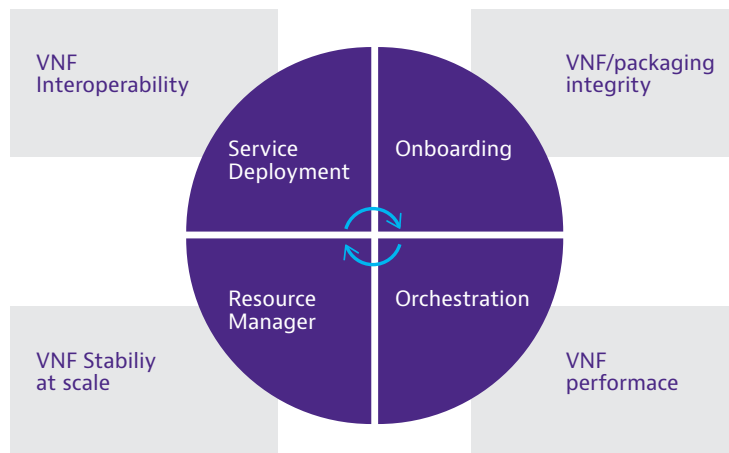 VNF
Interoperability
VNF/packaging
integrity
Service
Deployment
Onboarding
Resource
Manager
Orchestration
VNF Stabiliy
at scale
VNF
performace